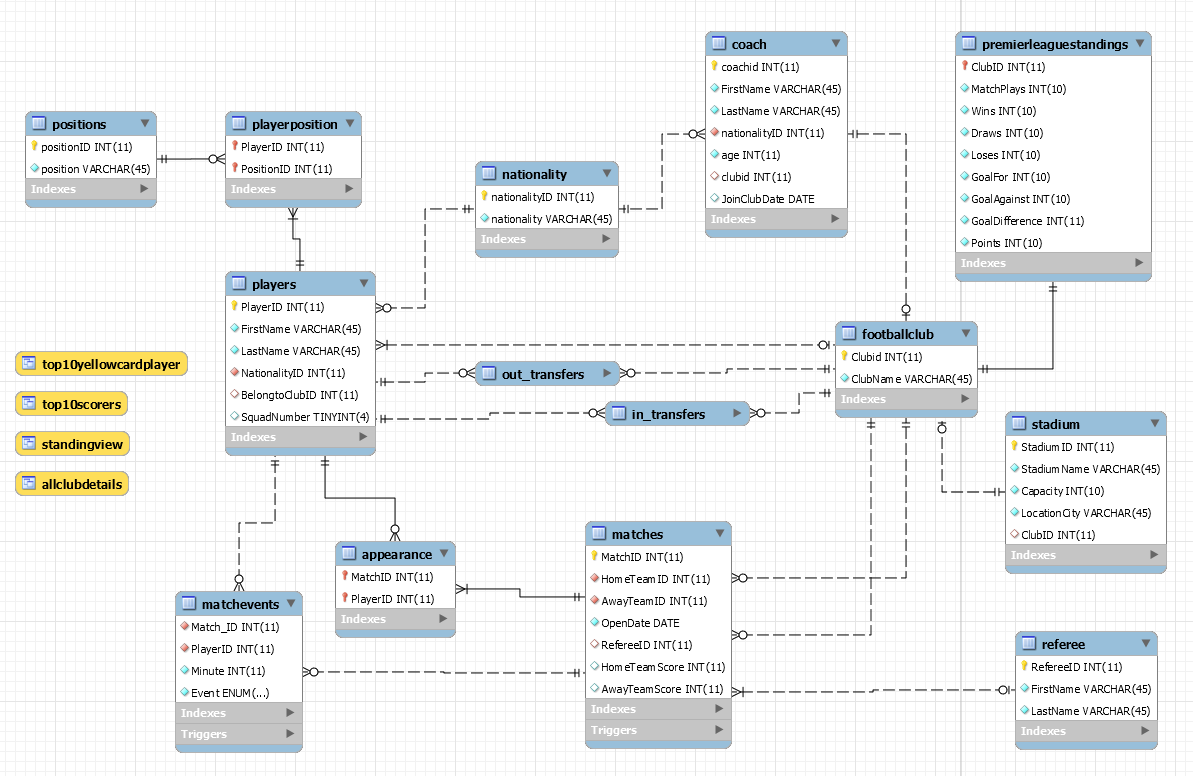 coach
coachid INT(11)
FirstName VARCHAR(45)
LastName VARCHAR(45)
nationalityID INT(11)
age INT(11)
clubid INT(11)
JoinClubDate DATE
Indexes
premierleaguestandings
ClubID INT(11)
MatchPlays INT(10)
Wins INT(10)
Draws INT(10)
Loses INT(10)
GoalFor INT(10)
GoalAgainst INT(10)
GoalDifference INT(11)
Points INT(10)
Indexes
positions
positionID INT(11)
position VARCHAR(45)
Indexes
playerposition
PlayerID INT(11)
PositionID INT(11)
Indexes
nationality
nationalityID INT(11)
nationality VARCHAR(45)
Indexes
players
PlayerID INT(11)
FirstName VARCHAR(45)
LastName VARCHAR(45)
NationalityID INT(11)
BelongtoClubID INT(11)
SquadNumber TINYINT(4)
Indexes
footballclub
Clubid INT(11)
ClubName VARCHAR(45)
Indexes
top10yellowcardplayer
top10scorers
standingview
allclubdetails
out_transfers
in_transfers
stadium
StadiumID INT(11)
StadiumName VARCHAR(45)
Capacity INT(10)
LocationCity VARCHAR(45)
ClubID INT(11)
Indexes
matches
MatchID INT(11)
HomeTeamID INT(11)
AwayTeamID INT(11)
OpenDate DATE
RefereeID INT(11)
HomeTeamScore INT(11)
AwayTeamScore INT(11)
Indexes
Triggers
appearance
MatchID INT(11)
PlayerID INT(11)
Indexes
matchevents
Match_ID INT(11)
PlayerID INT(11)
Minute INT(11)
Event ENUM(...)
Indexes
Triggers
referee
RefereeID INT(11)
FirstName VARCHAR(45)
LastName VARCHAR(45)
Indexes